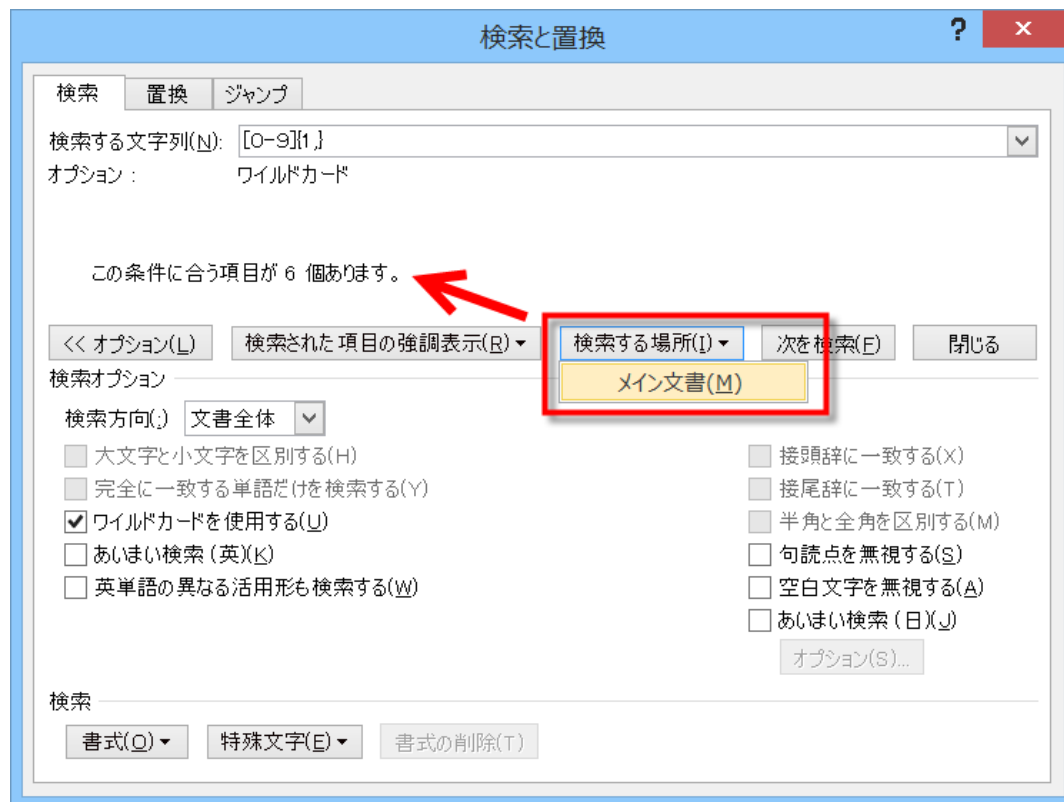 検索と置換 ?
検索 置換 ジャンプ
検索する文字列(N): [0-9]{1,}
オプション : ワイルドカード
この条件に合う項目が 6 個あります。
<< オプション(L) 検索された項目の強調表示(R) 検索する場所(I) 次を検索(F) 閉じる
メイン文書(M)
検索オプション
検索方向(:) 文書全体
大文字と小文字を区別する(H) 接頭辞に一致する(X)
完全に一致する単語だけを検索する(Y) 接尾辞に一致する(T)
ワイルドカードを使用する(U) 半角と全角を区別する(M)
あいまい検索 (英)(K) 句読点を無視する(S)
英単語の異なる活用形も検索する(W) 空白文字を無視する(A)
あいまい検索 (日)(J)
オプション(S)...
検索
書式(O) 特殊文字(E) 書式の削除(T)